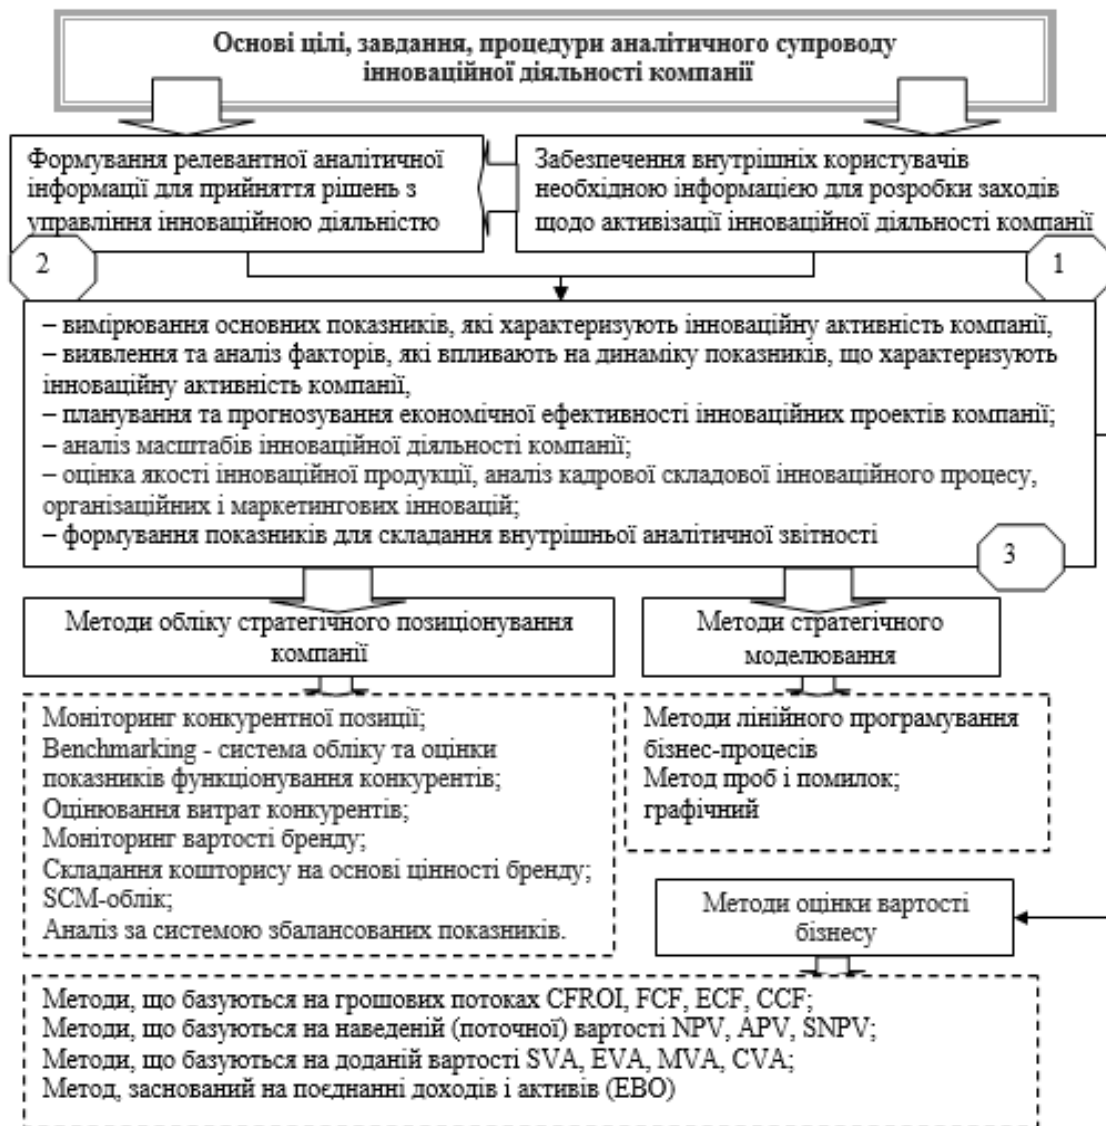 Основі цілі, завдання, процедури аналітичного супроводу
інноваційної діяльності компанії
Формування релевантної аналітичної
інформації для прийняття рішень з
управління інноваційною діяльністю
2
Забезпечення внутрішніх користувачів
необхідною інформацією для розробки заходів
щодо активізації інноваційної діяльності компанії
1
– вимірювання основних показників, які характеризують інноваційну активність компанії,
– виявлення та аналіз факторів, які впливають на динаміку показників, що характеризують
інноваційну активність компанії,
– планування та прогнозування економічної ефективності інноваційних проектів компанії;
– аналіз масштабів інноваційної діяльності компанії;
– оцінка якості інноваційної продукції, аналіз кадрової складової інноваційного процесу,
організаційних і маркетингових інновацій;
– формування показників для складання внутрішньої аналітичної звітності
3
Методи обліку стратегічного позиціонування
компанії
Методи стратегічного
моделювання
Моніторинг конкурентної позиції;
Benchmarking - система обліку та оцінки
показників функціонування конкурентів;
Оцінювання витрат конкурентів;
Моніторинг вартості бренду;
Складання кошторису на основі цінності бренду;
SCM-облік;
Аналіз за системою збалансованих показників.
Методи лінійного програмування
бізнес-процесів
Метод проб і помилок;
графічний
Методи оцінки вартості
бізнесу
Методи, що базуються на грошових потоках CFROI, FCF, ECF, CCF;
Методи, що базуються на наведеній (поточної) вартості NPV, APV, SNPV;
Методи, що базуються на доданій вартості SVA, EVA, MVA, CVA;
Метод, заснований на поєднанні доходів і активів (EBO)